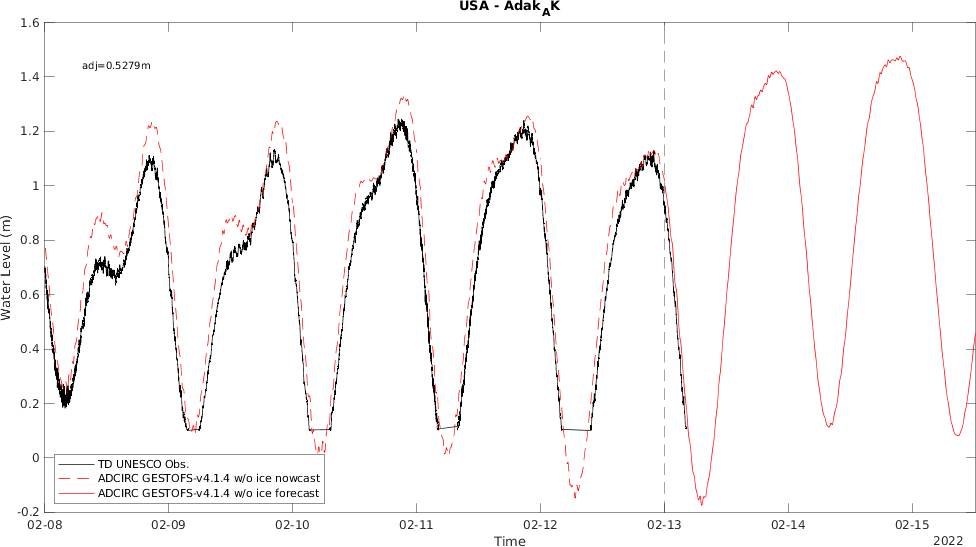 USA - Adak_AK
1.6
1.4
1.2
1
0.8
0.6
0.4
0.2
0
-0.2
Water Level (m)
adj=0.5279m
TD UNESCO Obs.
ADCIRC GESTOFS-v4.1.4 w/o ice nowcast
ADCIRC GESTOFS-v4.1.4 w/o ice forecast
02-08 02-09 02-10 02-11 02-12 02-13 02-14 02-15
Time
2022